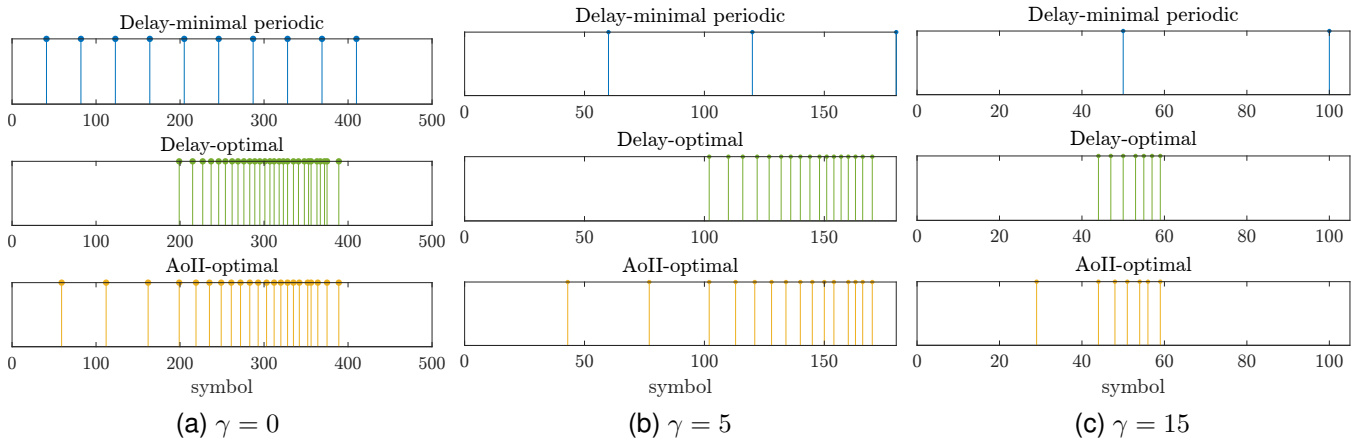 Delay-minimal periodic
0 100 200 300 400 500
Delay-optimal
0 100 200 300 400 500
AoII-optimal
0 100 200 300 400 500
symbol
(a) γ = 0
Delay-minimal periodic
0 50 100 150
Delay-optimal
0 50 100 150
AoII-optimal
0 50 100 150
symbol
(b) γ = 5
Delay-minimal periodic
0 20 40 60 80 100
Delay-optimal
0 20 40 60 80 100
AoII-optimal
0 20 40 60 80 100
symbol
(c) γ = 15